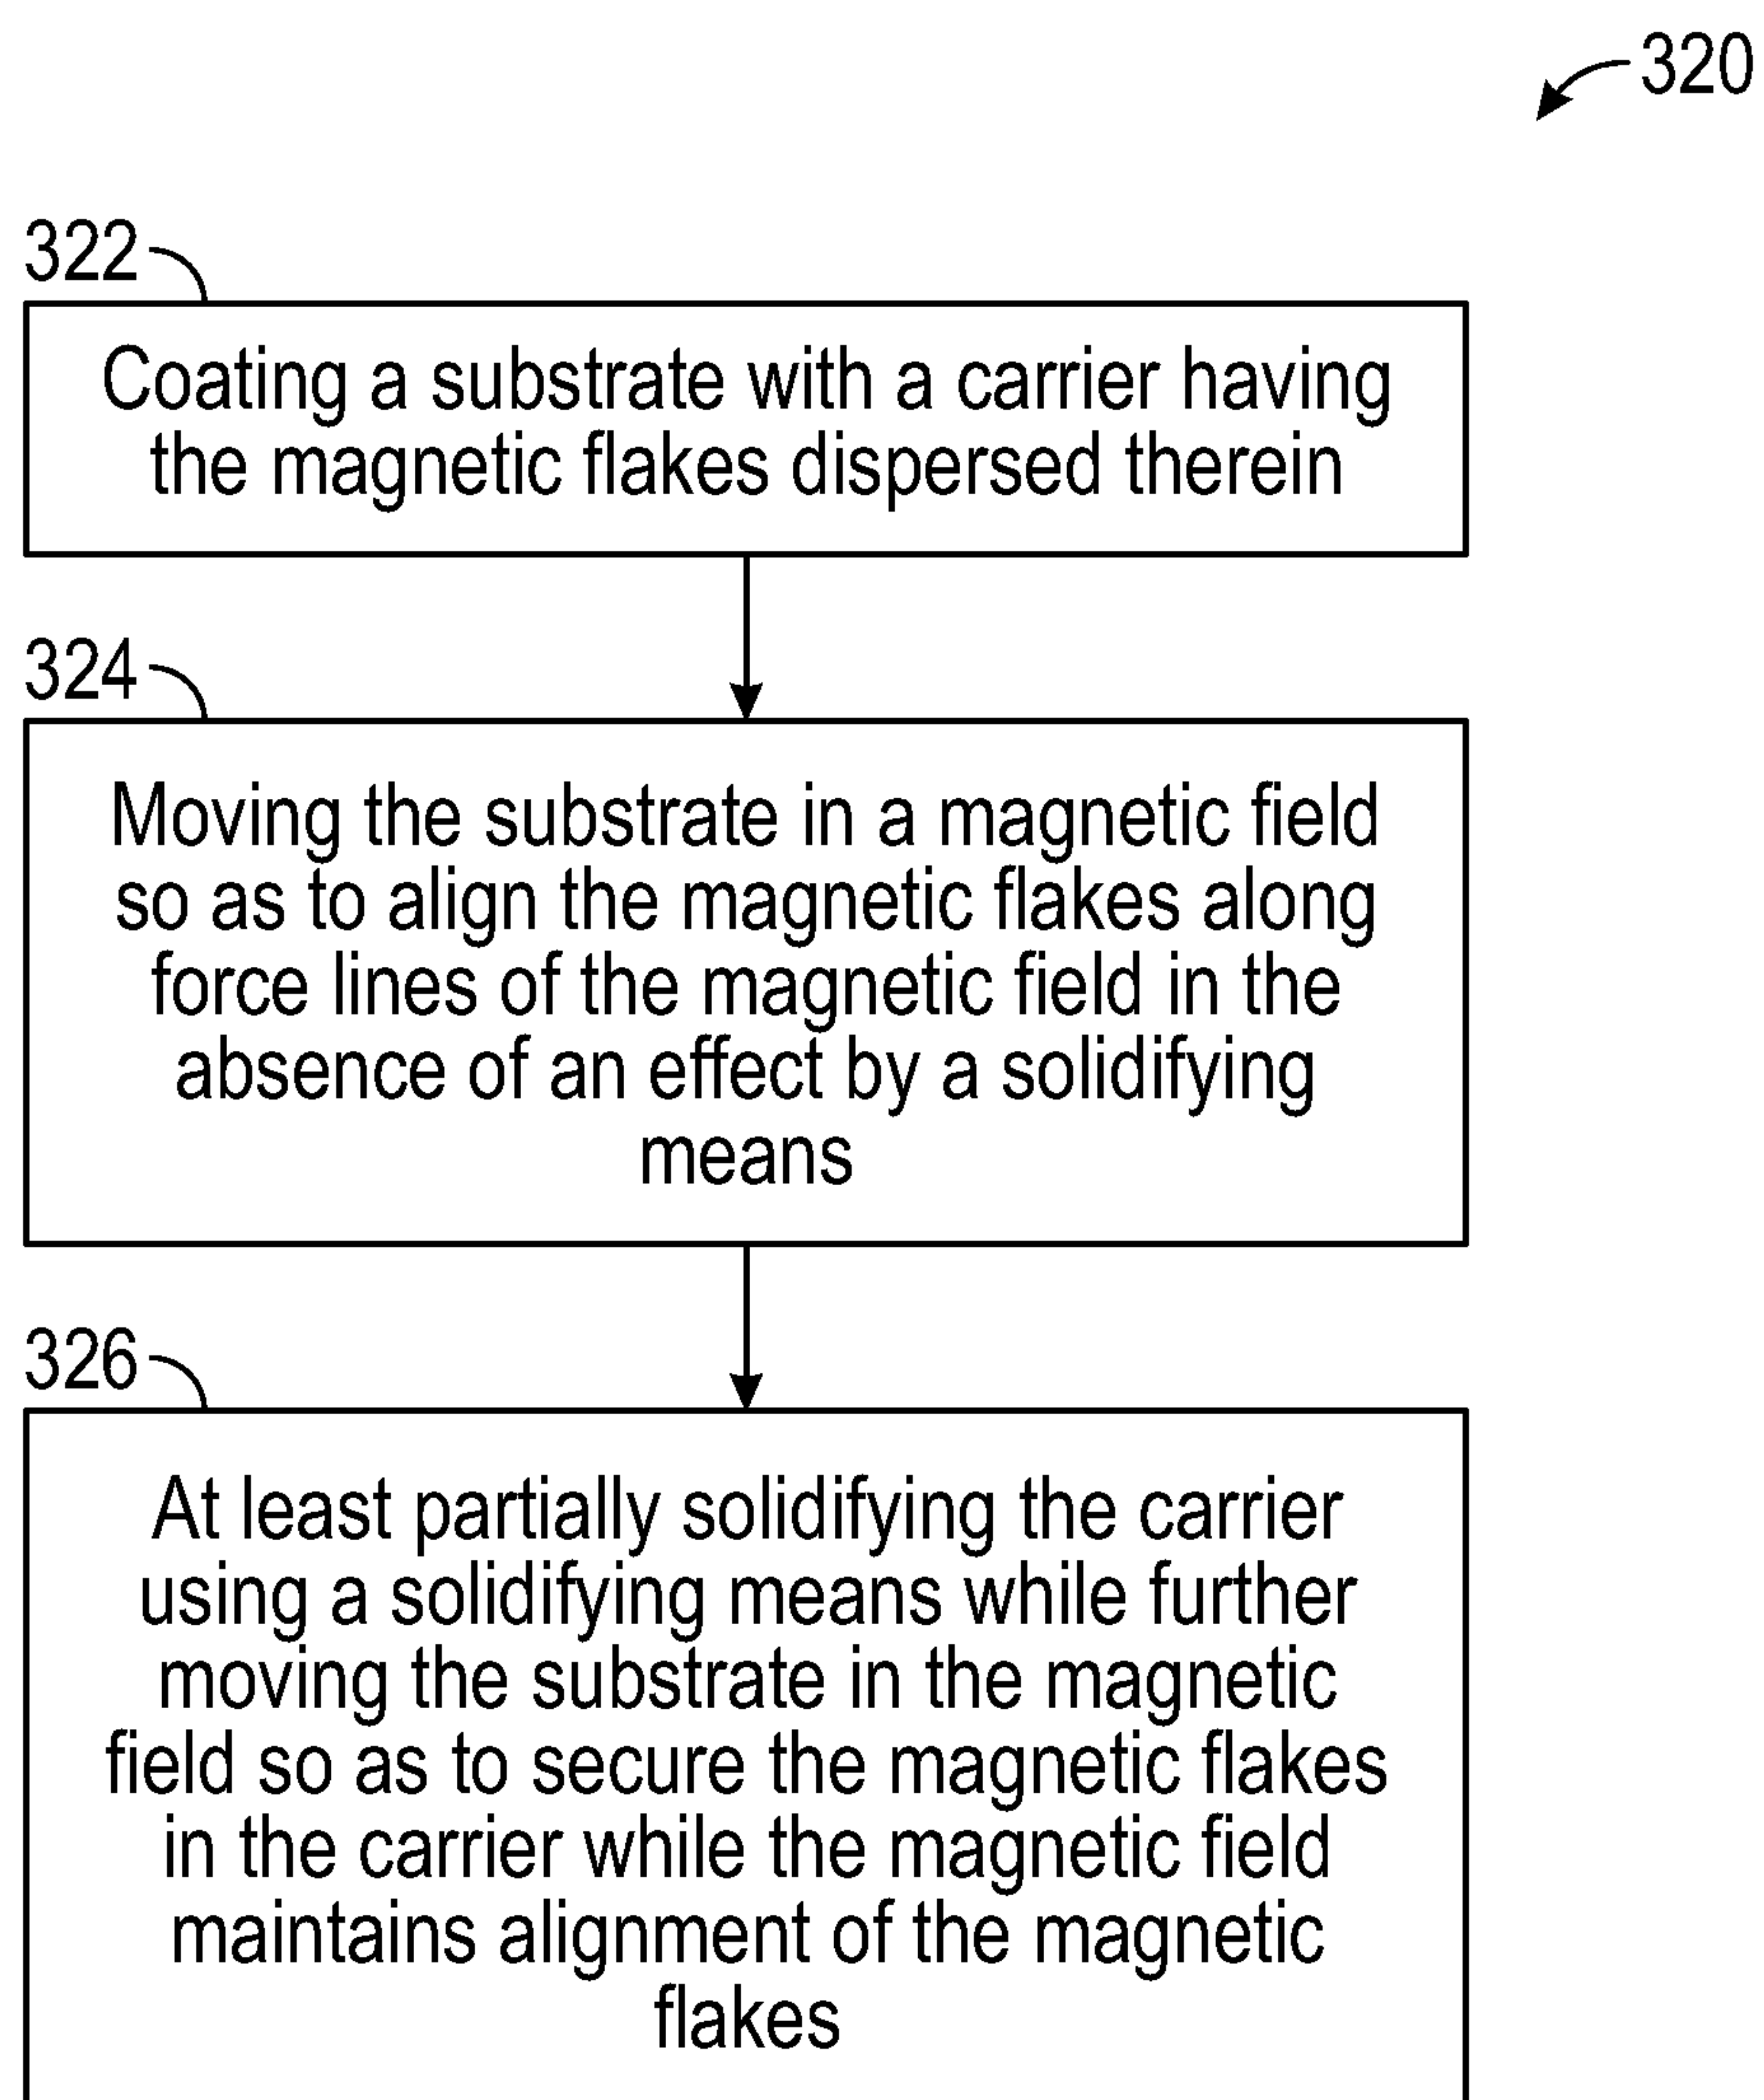 320
322
Coating a substrate with a carrier having
the magnetic flakes dispersed therein
324
Moving the substrate in a magnetic field
so as to align the magnetic flakes along
force lines of the magnetic field in the
absence of an effect by a solidifying
means
326
At least partially solidifying the carrier
using a solidifying means while further
moving the substrate in the magnetic
field so as to secure the magnetic flakes
in the carrier while the magnetic field
maintains alignment of the magnetic
flakes